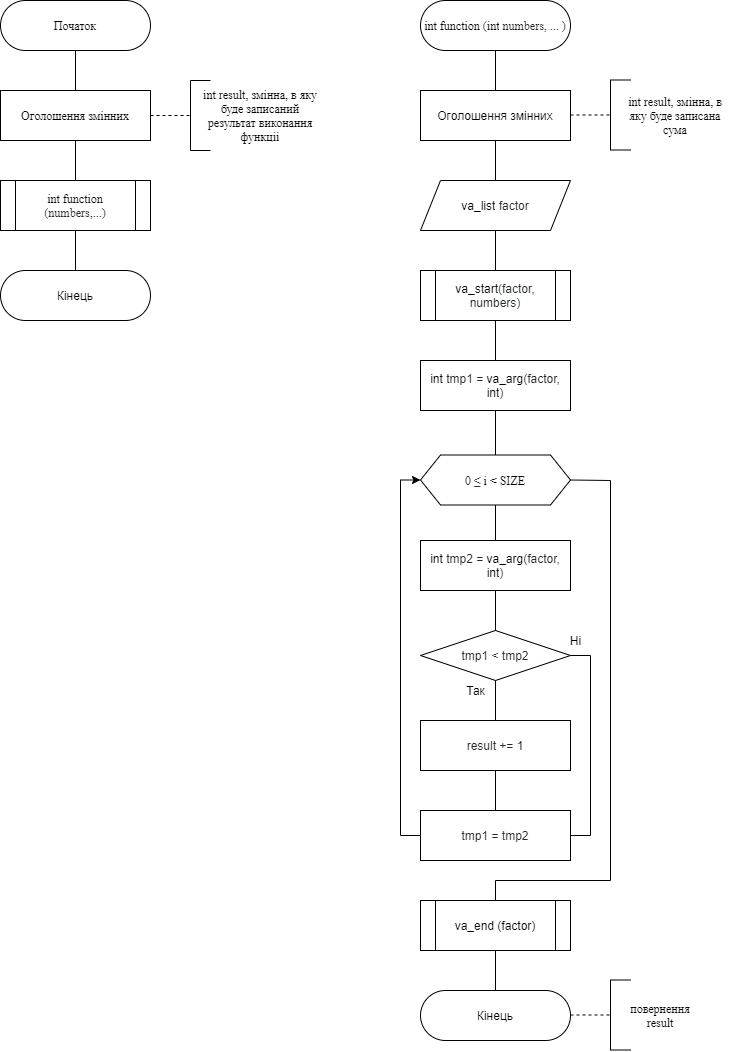 Початок
Оголошення змінних
int result, змінна, в яку
буде записаний
результат виконання
функції
int function
(numbers,...)
Кінець
int function (int numbers, ... )
Оголошення змінних
int result, змінна, в
яку буде записана
сума
va_list factor
va_start(factor,
numbers)
int tmp1 = va_arg(factor,
int)
0 ≤ i < SIZE
int tmp2 = va_arg(factor,
int)
tmp1 < tmp2
Ні
Так
result += 1
tmp1 = tmp2
va_end (factor)
Кінець
повернення
result